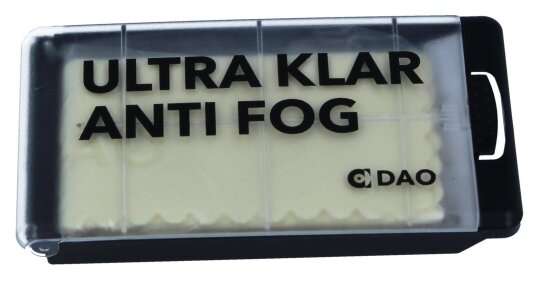 ULTRA KLAR
ANTI FOG
DAO